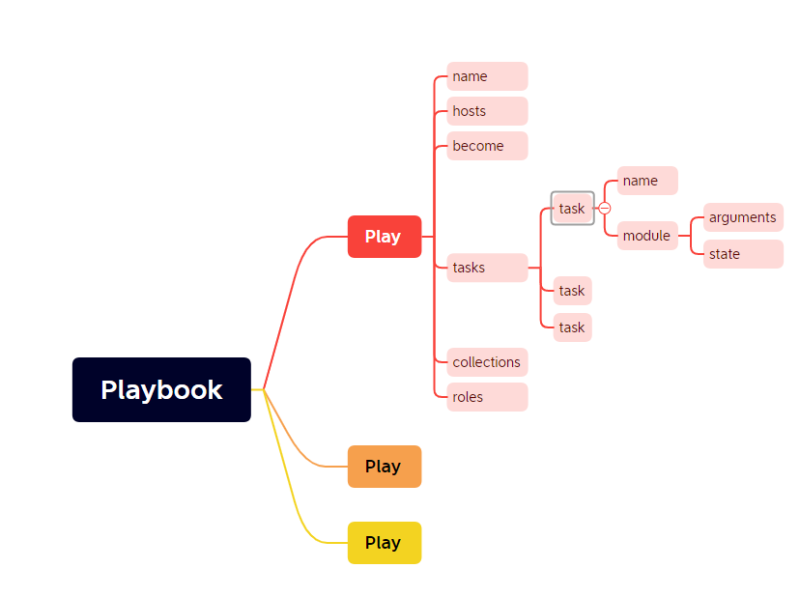 Playbook
Play
name
hosts
become
tasks
task
name
module
arguments
state
task
task
collections
roles
Play
Play